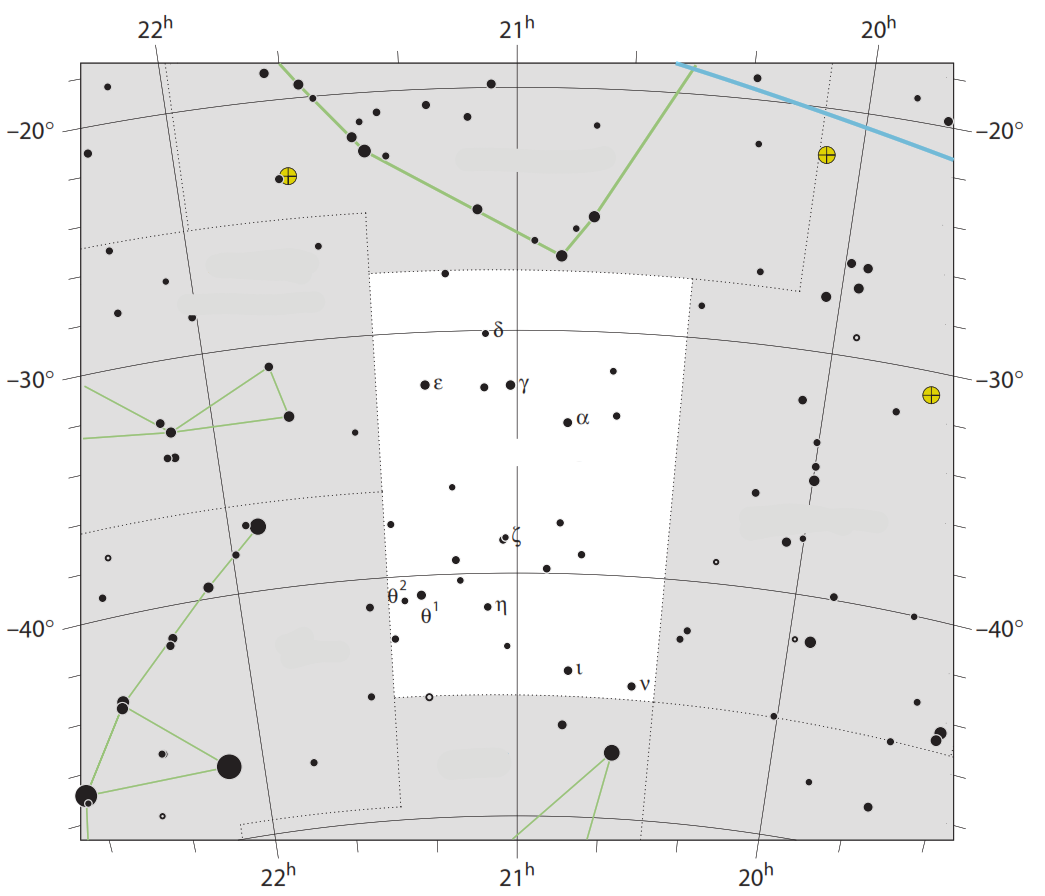 22h 21h 20h
–20° –20°
δ
–30° –30°
ε γ
α
ζ
θ2
θ1 η
–40° –40°
ι
ν
22h 21h 20h